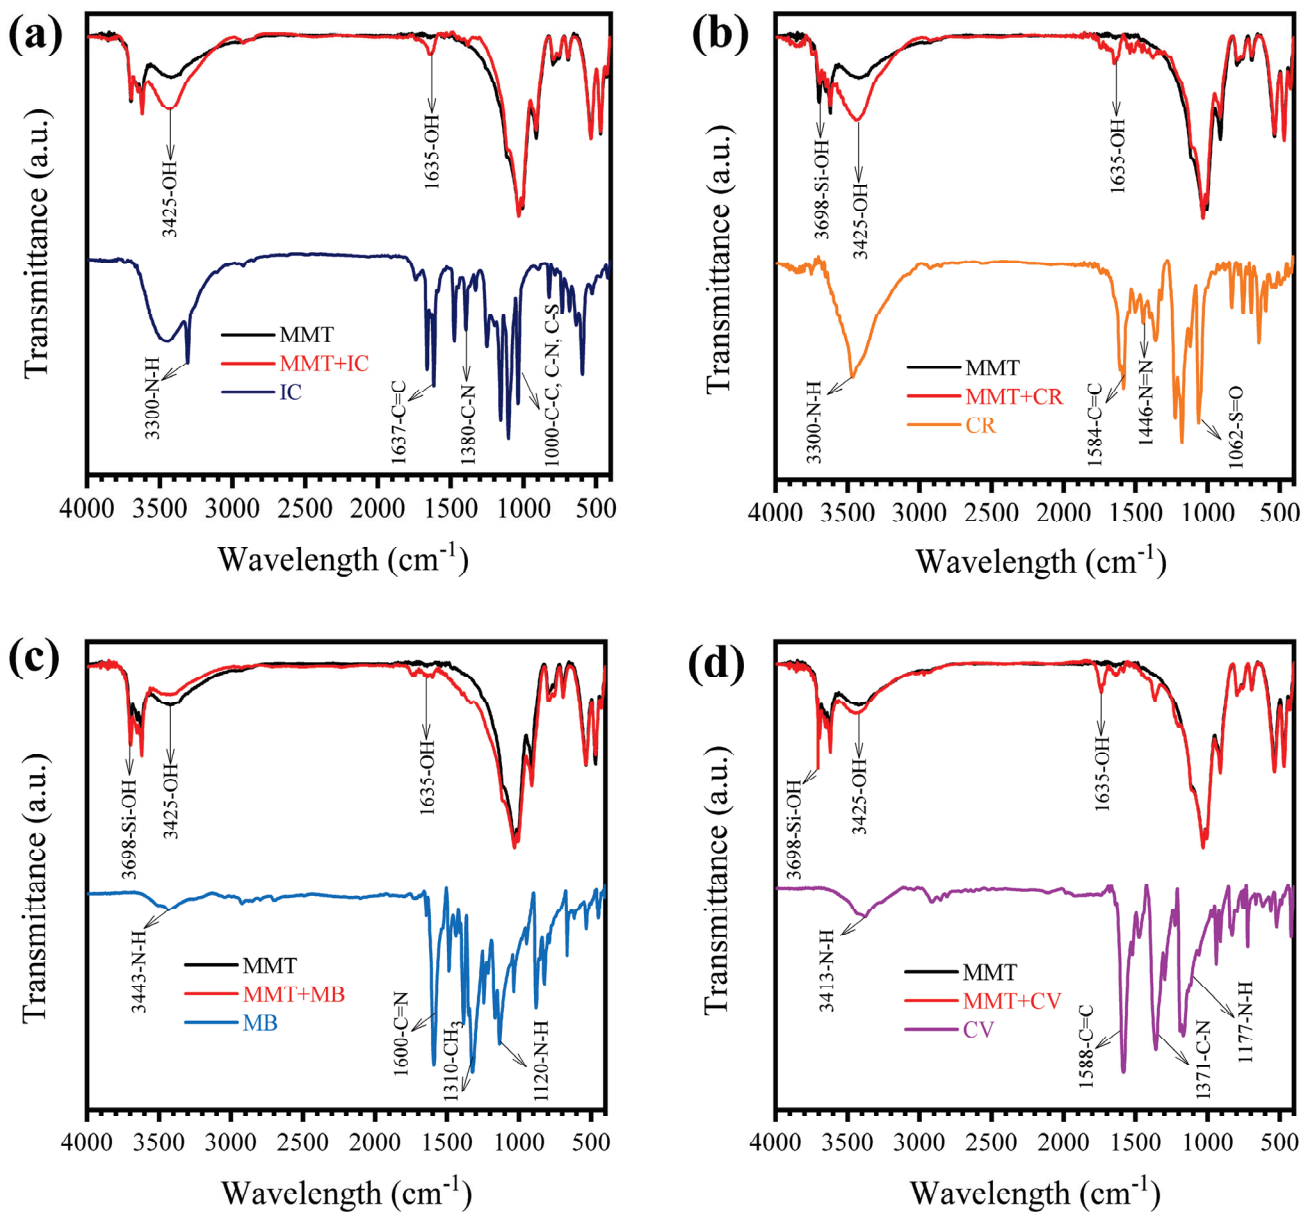 (a)
Transmittance (a.u.)
3425-OH
1635-OH
MMT
MMT+IC
IC
3300-N-H
1637-C=C
1380-C-N
1000-C-C, C-N, C-S
4000 3500 3000 2500 2000 1500 1000 500
Wavelength (cm-1)
(b)
Transmittance (a.u.)
3698-Si-OH
3425-OH
1635-OH
MMT
MMT+CR
CR
3300-N-H
1584-C=C
1446-N=N
1062-S=O
4000 3500 3000 2500 2000 1500 1000 500
Wavelength (cm-1)
(c)
Transmittance (a.u.)
3698-Si-OH
3425-OH
1635-OH
MMT
MMT+MB
MB
3443-N-H
1600-C=N
1310-CH3
1120-N-H
4000 3500 3000 2500 2000 1500 1000 500
Wavelength (cm-1)
(d)
Transmittance (a.u.)
3698-Si-OH
3425-OH
1635-OH
MMT
MMT+CV
CV
3413-N-H
1588-C=C
1371-C-N
1177-N-H
4000 3500 3000 2500 2000 1500 1000 500
Wavelength (cm-1)